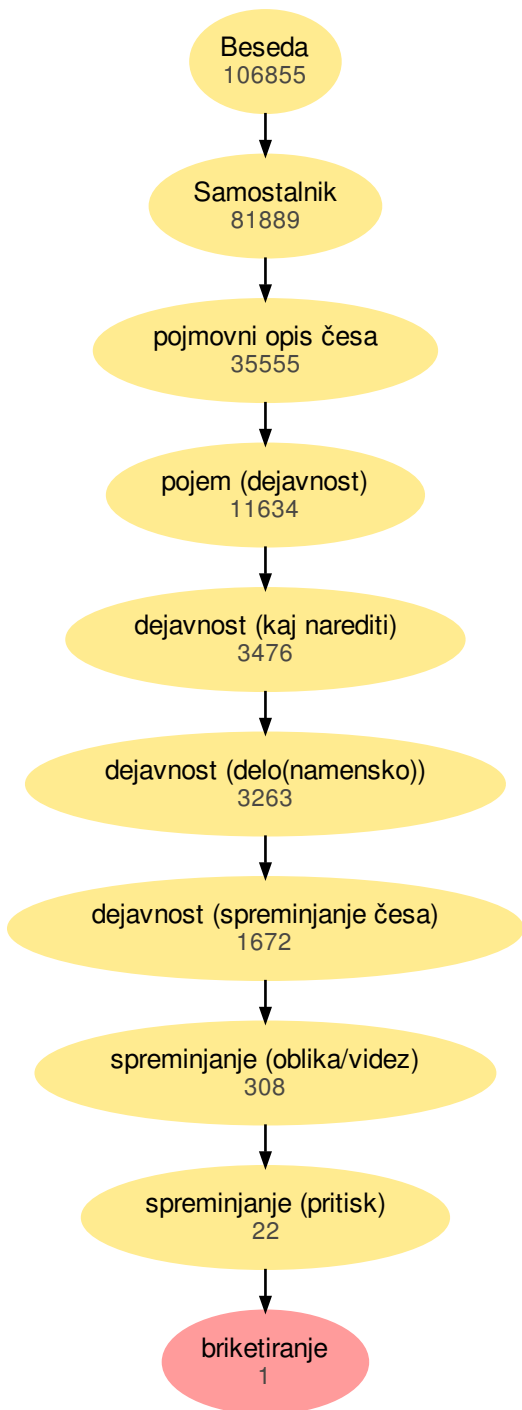 Beseda
106855
Samostalnik
81889
pojmovni opis česa
35555
pojem (dejavnost)
11634
dejavnost (kaj narediti)
3476
dejavnost (delo(namensko))
3263
dejavnost (spreminjanje česa)
1672
spreminjanje (oblika/videz)
308
spreminjanje (pritisk)
22
briketiranje
1